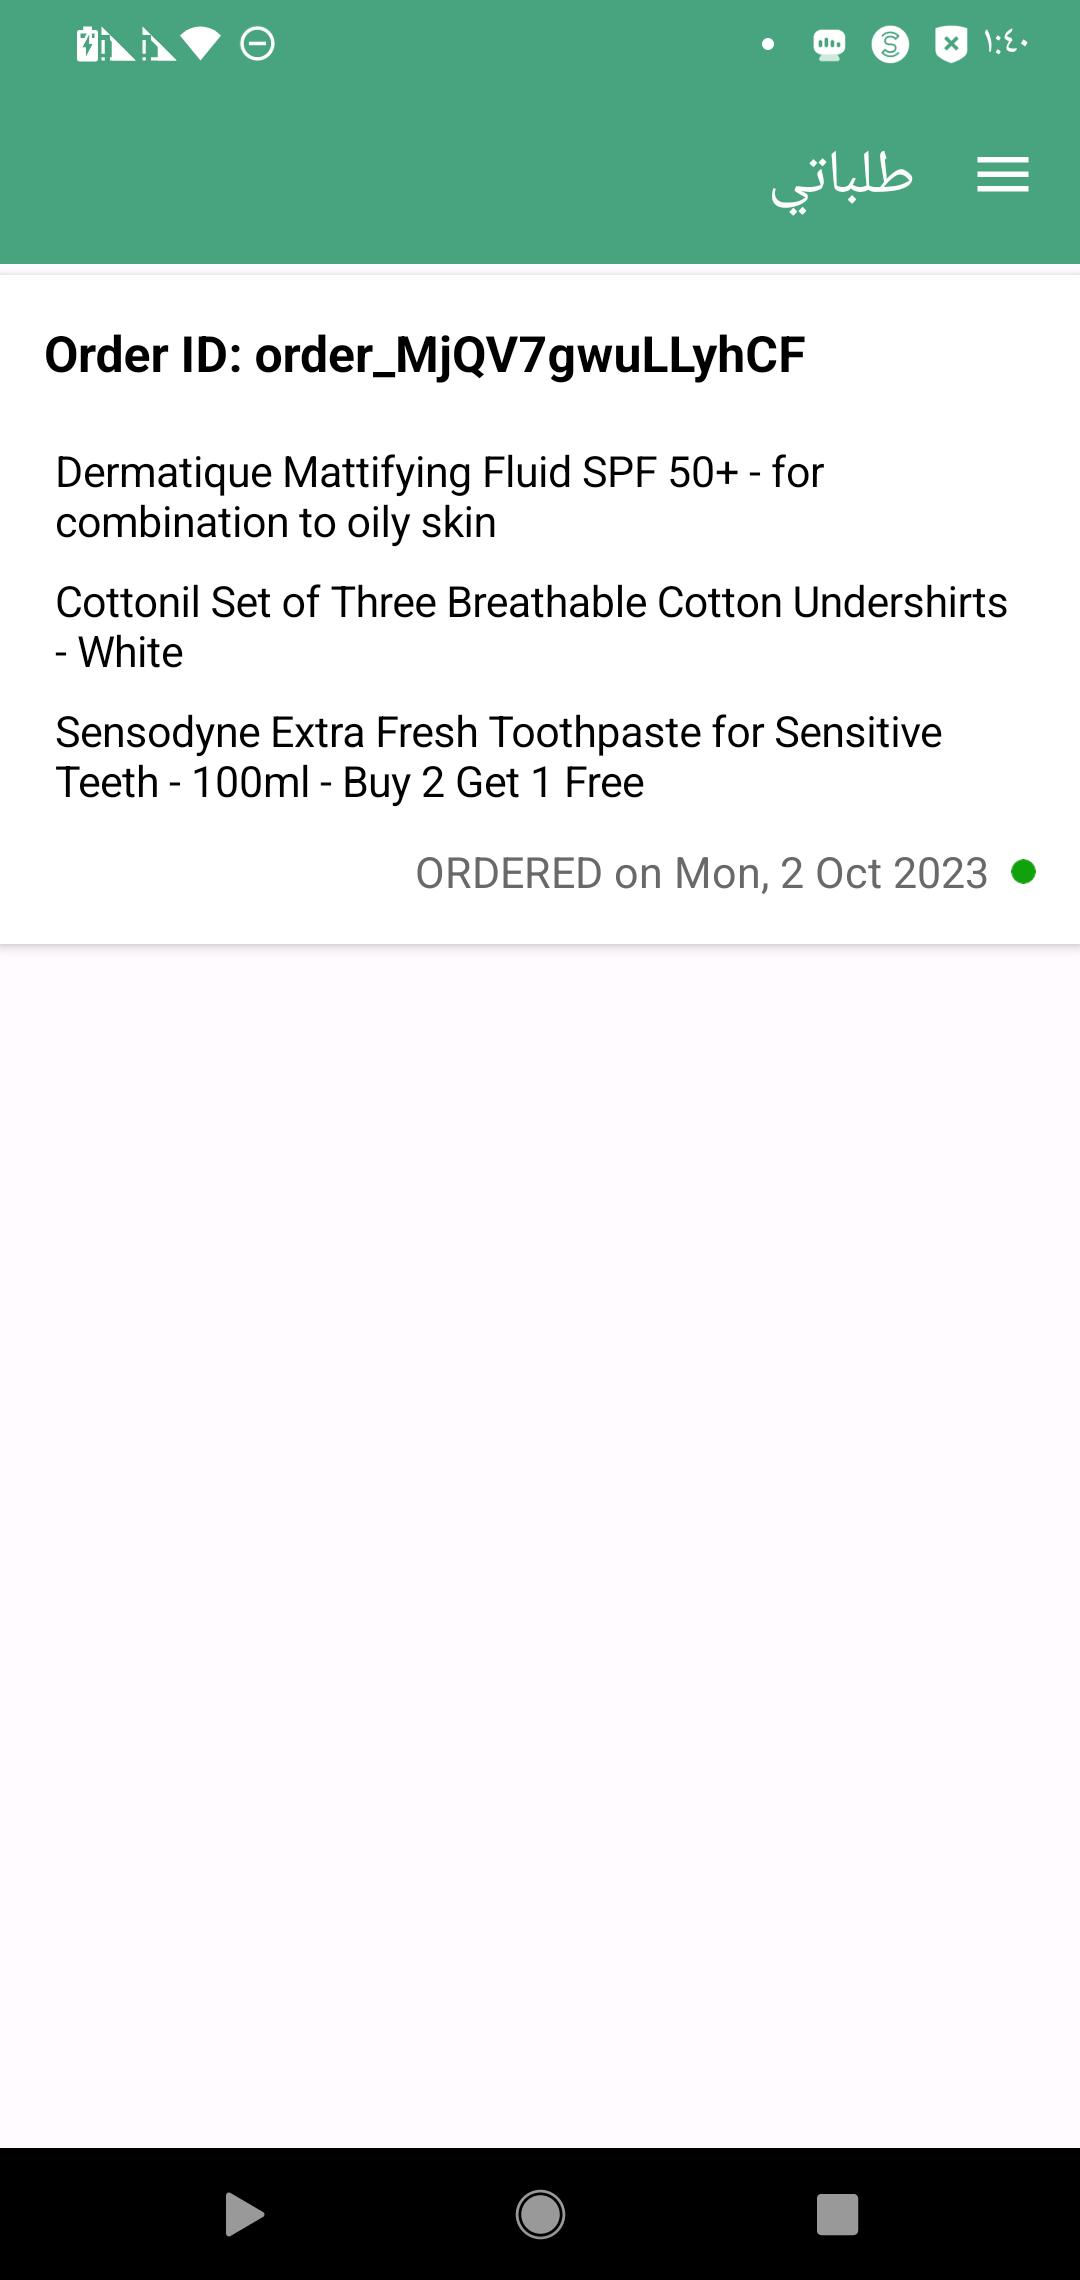 ١:٤٠
طلباتي
Order ID: order_MjQV7gwuLLyhCF
Dermatique Mattifying Fluid SPF 50+ - for
combination to oily skin
Cottonil Set of Three Breathable Cotton Undershirts
- White
Sensodyne Extra Fresh Toothpaste for Sensitive
Teeth - 100ml - Buy 2 Get 1 Free
ORDERED on Mon, 2 Oct 2023